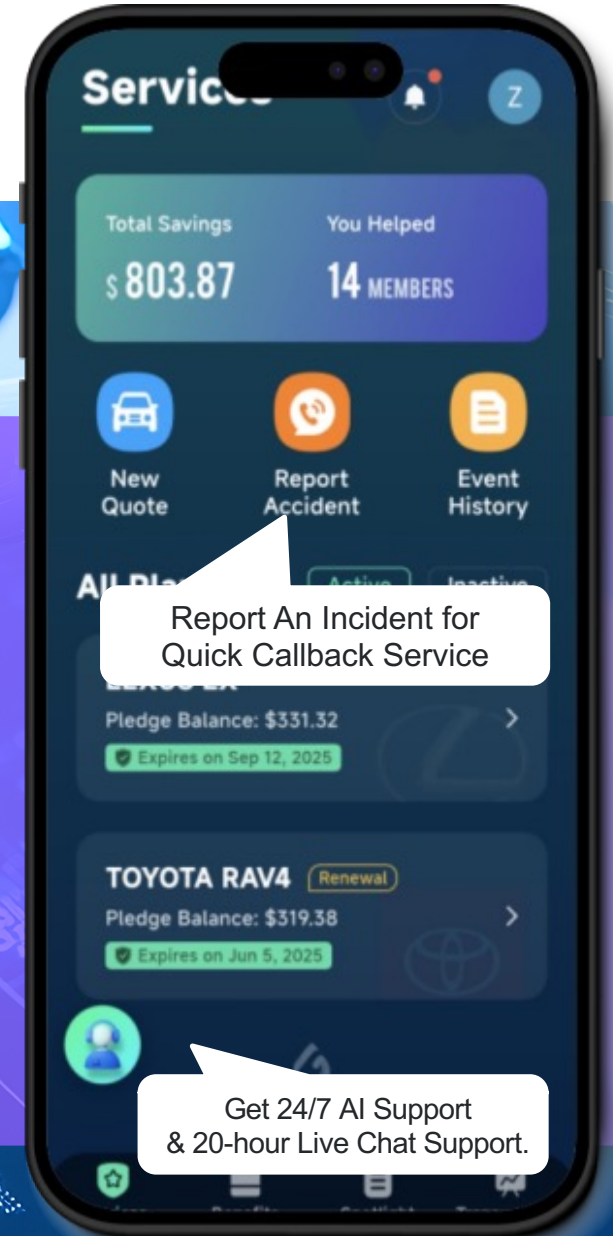 Services
Z
Total Savings
You Helped
$ 803.87
14 MEMBERS
New
Quote
Report
Accident
Event
History
Active
Inactive
Report An Incident for
Quick Callback Service
Pledge Balance: $331.32
Expires on Sep 12, 2025
TOYOTA RAV4
Renewal
Pledge Balance: $319.38
Expires on Jun 5, 2025
Get 24/7 AI Support
& 20-hour Live Chat Support.